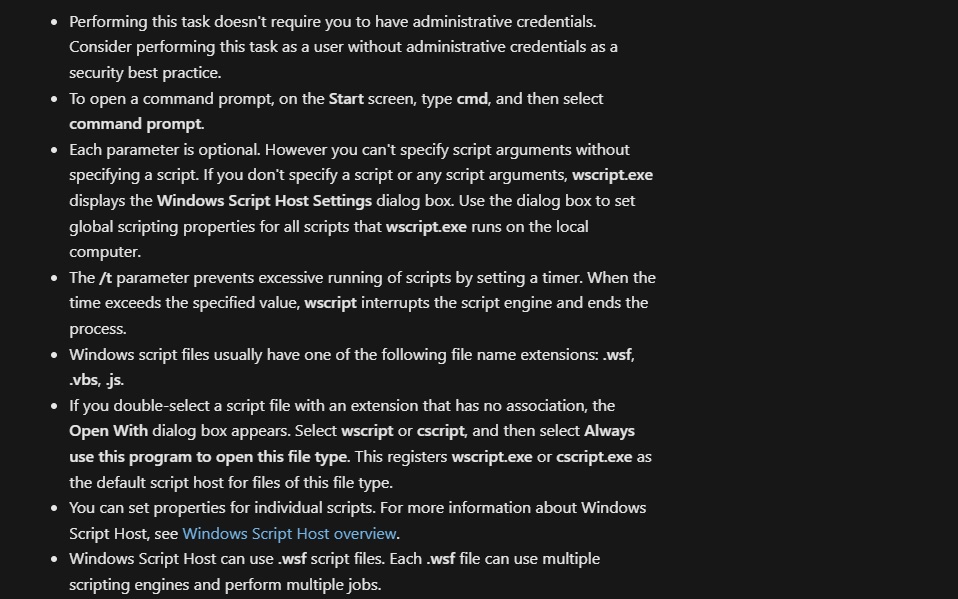 • Performing this task doesn't require you to have administrative credentials.
Consider performing this task as a user without administrative credentials as a
security best practice.
• To open a command prompt, on the Start screen, type cmd, and then select
command prompt.
• Each parameter is optional. However you can't specify script arguments without
specifying a script. If you don't specify a script or any script arguments, wscript.exe
displays the Windows Script Host Settings dialog box. Use the dialog box to set
global scripting properties for all scripts that wscript.exe runs on the local
computer.
• The /t parameter prevents excessive running of scripts by setting a timer. When the
time exceeds the specified value, wscript interrupts the script engine and ends the
process.
• Windows script files usually have one of the following file name extensions: .wsf,
.vbs, .js.
• If you double-select a script file with an extension that has no association, the
Open With dialog box appears. Select wscript or cscript, and then select Always
use this program to open this file type. This registers wscript.exe or cscript.exe as
the default script host for files of this file type.
• You can set properties for individual scripts. For more information about Windows
Script Host, see Windows Script Host overview.
• Windows Script Host can use .wsf script files. Each .wsf file can use multiple
scripting engines and perform multiple jobs.